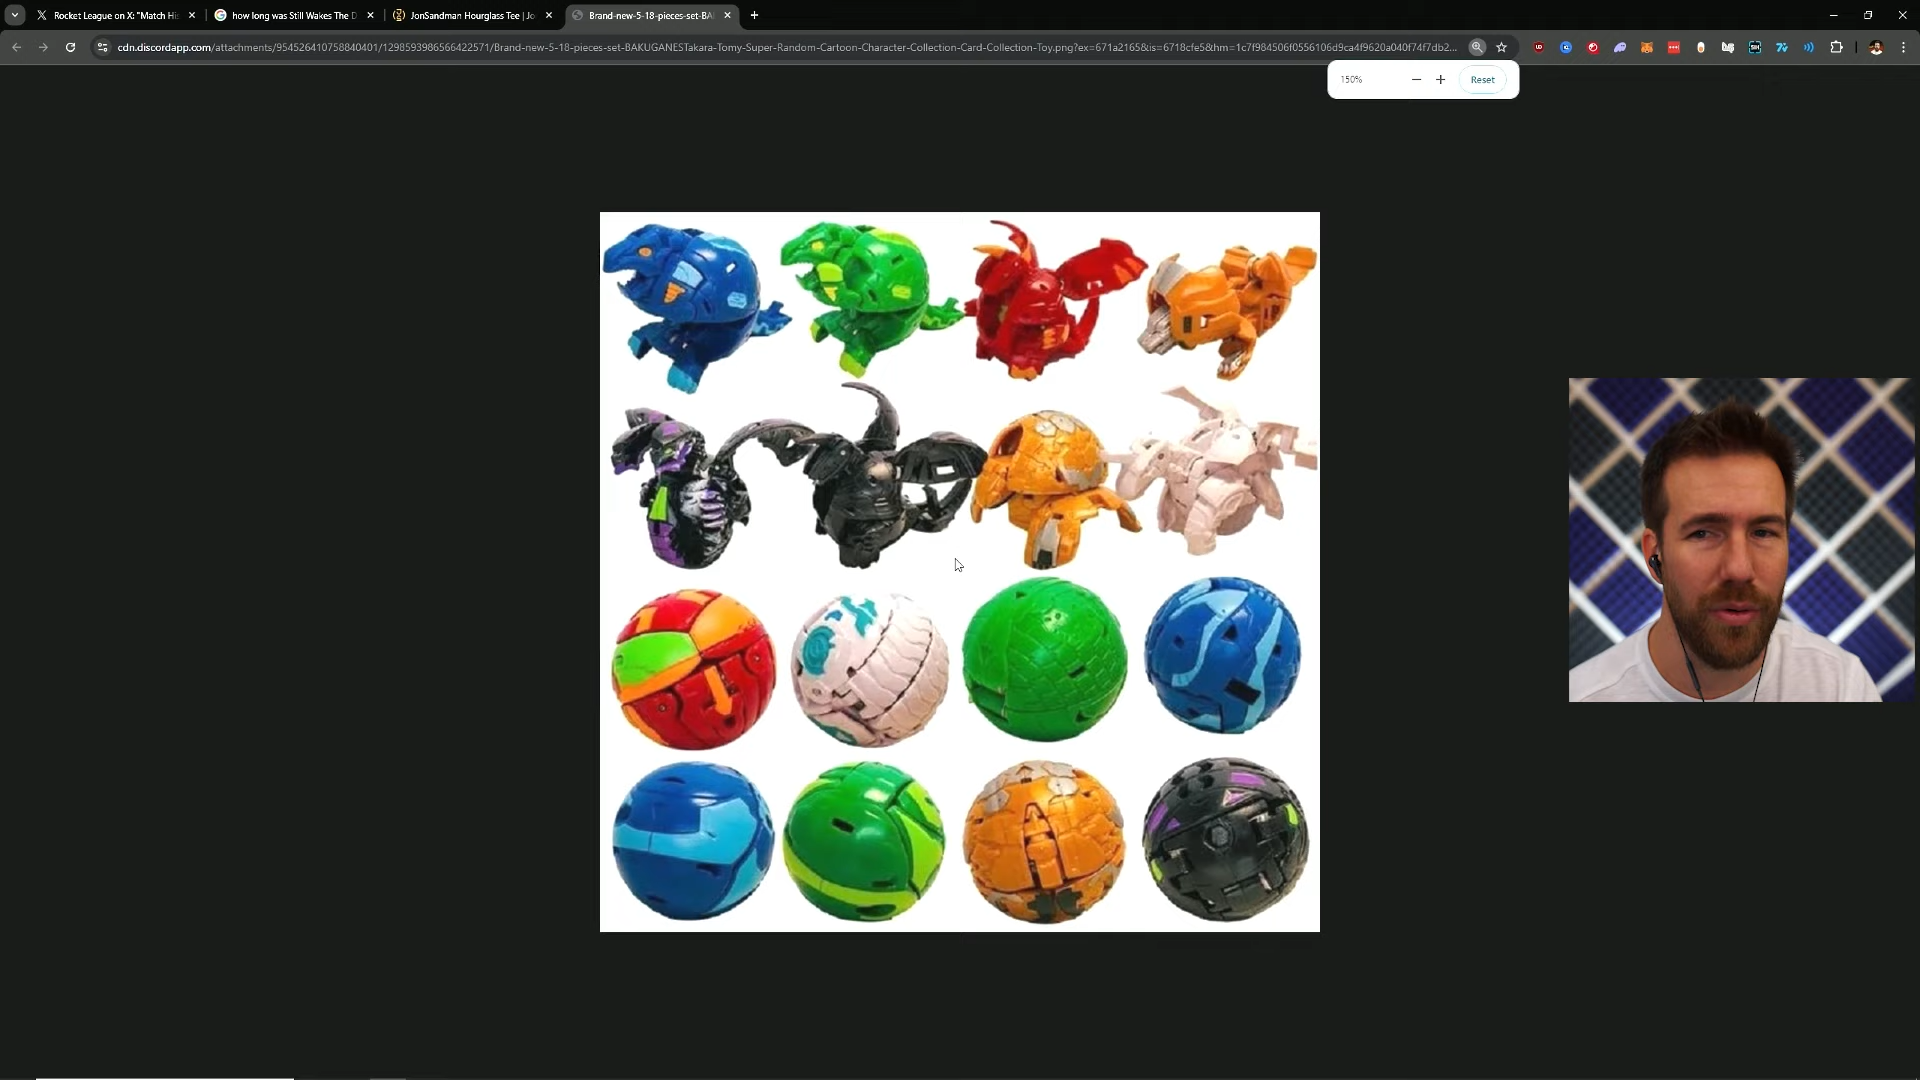 Rocket League on X: "Match His
how long was Still Wakes The D
JonSandman Hourglass Tee | Jo
Brand-new-5-18-pieces-set-BA
cdn.discordapp.com/attachments/954526410758840401/1298593986566422571/Brand-new-5-18-pieces-set-BAKUGANESTakara-Tomy-Super-Random-Cartoon-Character-Collection-Card-Collection-Toy.png?ex=671a2165&is=6718cfe5&hm=1c7f984506f0556106d9ca4f9620a040f74f7db2...
150%
Reset